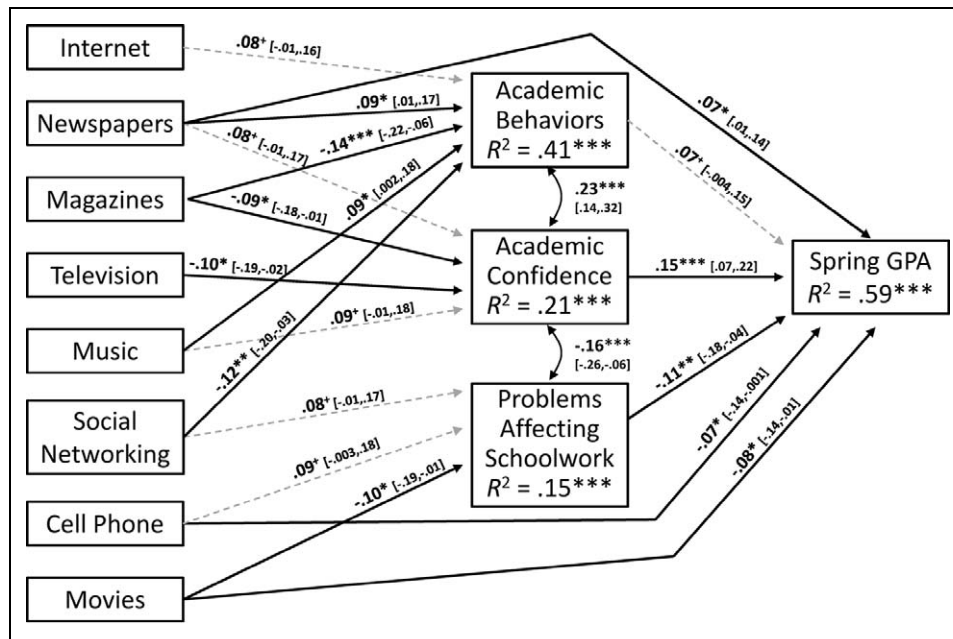 Internet
Newspapers
Magazines
Television
Music
Social
Networking
Cell Phone
Movies
.08⁺ [-.01,.16]
.09* [.01,.17]
.08⁺ [-.01,.17]
-.14*** [-.22,-.06]
-.09* [-.18,-.01]
.09* [.002,.18]
-.10* [-.19,-.02]
.09⁺ [-.01,.18]
-.12** [-.20,-.03]
.08⁺ [-.01,.17]
.09⁺ [-.003,.18]
-.10* [-.19,-.01]
Academic
Behaviors
R² = .41***
.23***
[.14,.32]
Academic
Confidence
R² = .21***
-.16***
[-.26,-.06]
Problems
Affecting
Schoolwork
R² = .15***
.07* [.01,.14]
.07⁺ [-.004,.15]
.15*** [.07,.22]
-.11** [-.18,-.04]
-.07* [-.14,-.001]
-.08* [-.14,-.01]
Spring GPA
R² = .59***